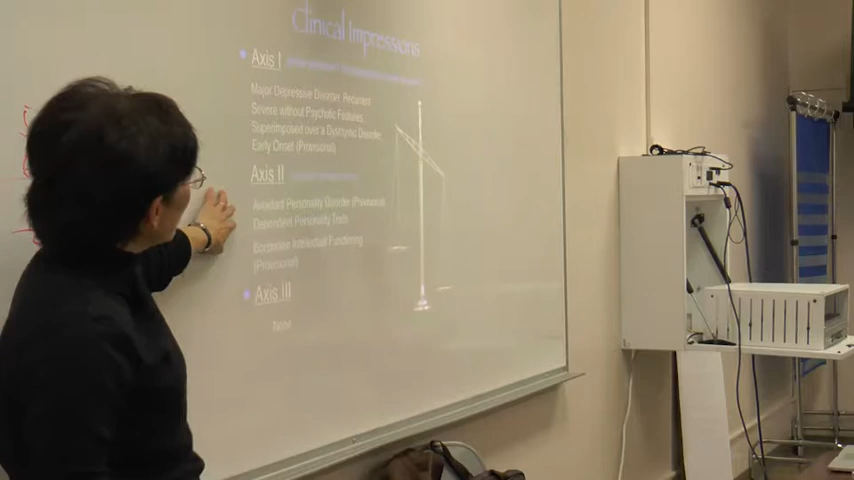 Clinical Impressions
Axis I
Major Depressive Disorder Recurrent
Severe without Psychotic Features
Superimposed over a Dysthymic Disorder,
Early Onset (Provisional)
Axis II
Avoidant Personality Disorder (Provisional)
Dependent Personality Traits
Borderline Intellectual Functioning
(Provisional)
Axis III
None